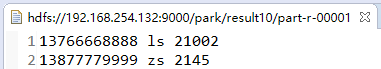 hdfs://192.168.254.132:9000/park/result10/part-r-00001
1 13766668888 ls 21002
2 13877779999 zs 2145